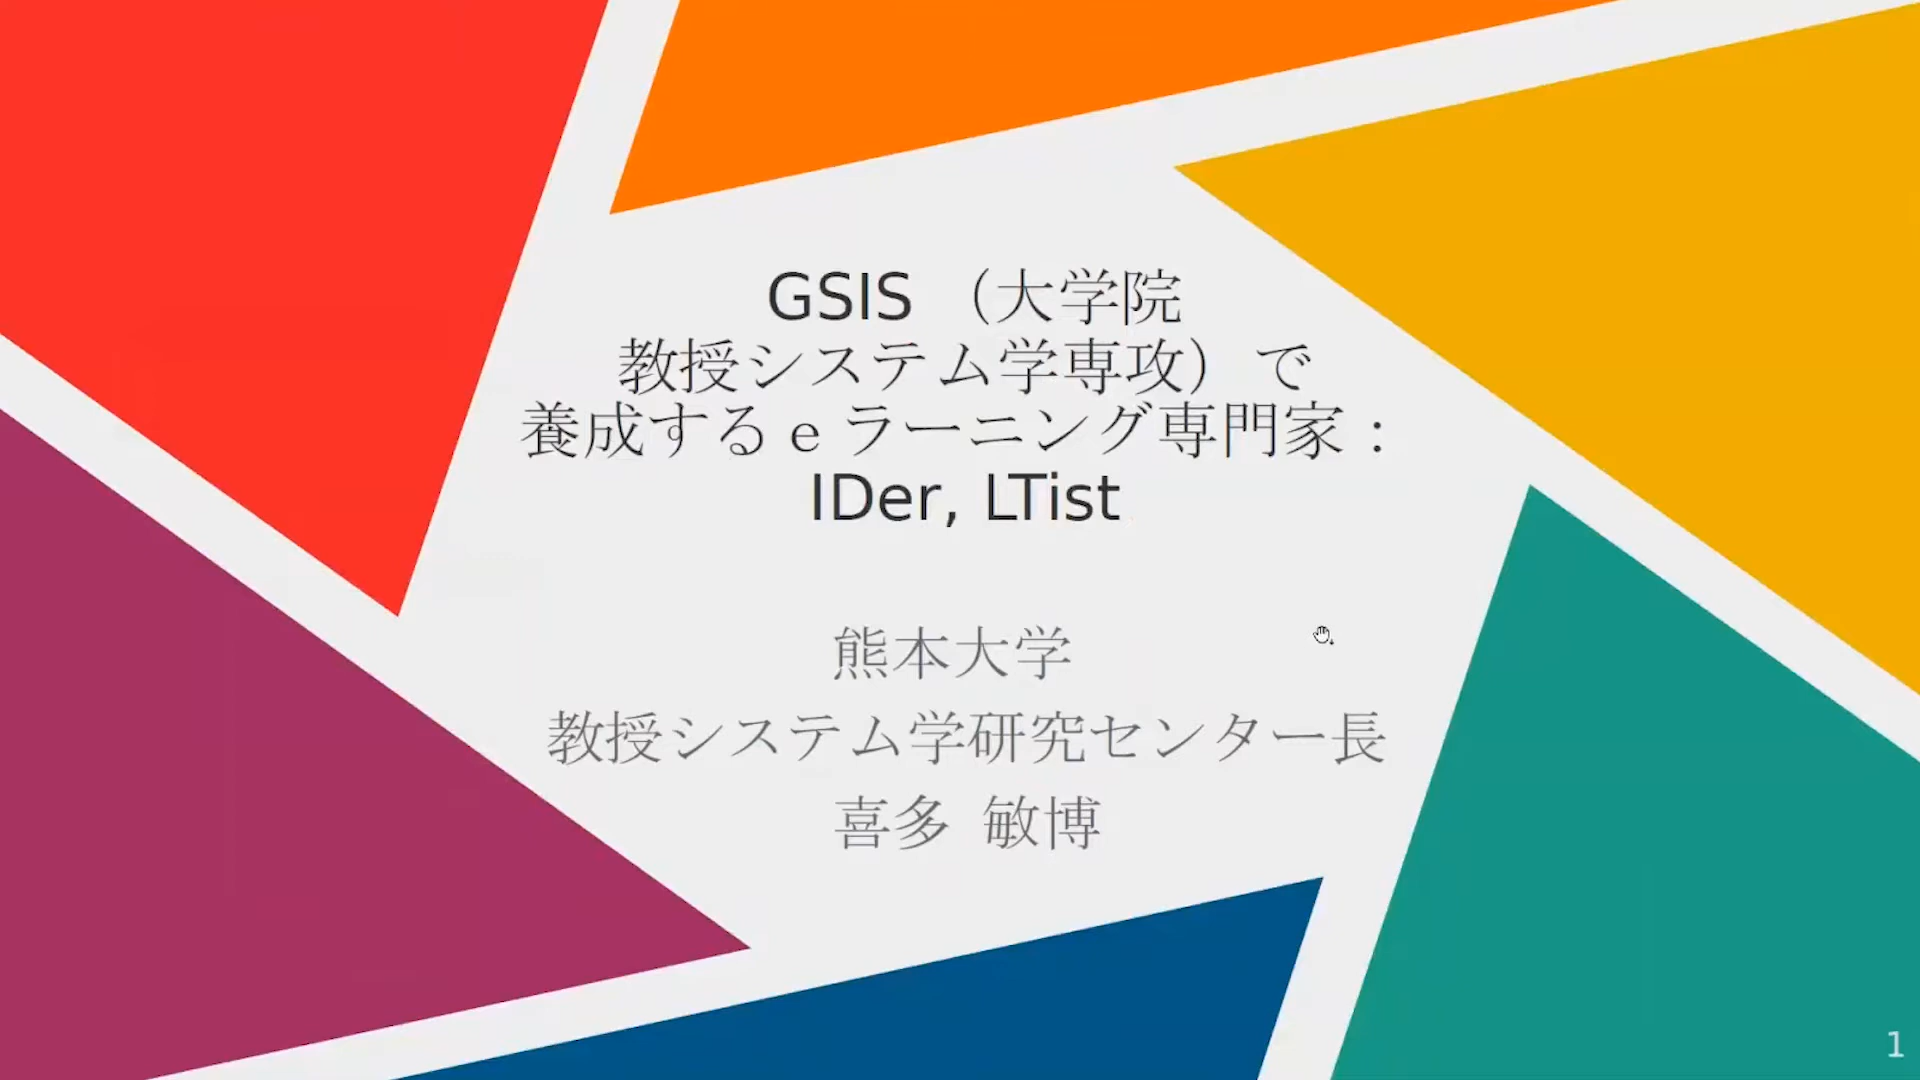 GSIS （大学院
教授システム学専攻）で
養成するｅラーニング専門家：
IDer, LTist
熊本大学
教授システム学研究センター長
喜多 敏博
1